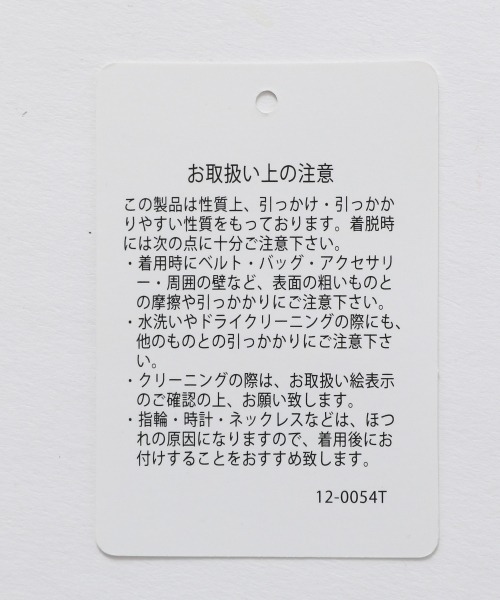 お取扱い上の注意
この製品は性質上、引っかけ・引っかか
りやすい性質をもっております。着脱時
には次の点に十分ご注意下さい。
・着用時にベルト・バッグ・アクセサリ
ー・周囲の壁など、表面の粗いものと
の摩擦や引っかかりにご注意下さい。
・水洗いやドライクリーニングの際にも、
他のものとの引っかかりにご注意下さ
い。
・クリーニングの際は、お取扱い絵表示
のご確認の上、お願い致します。
・指輪・時計・ネックレスなどは、ほつ
れの原因になりますので、着用後にお
付けすることをおすすめ致します。
12-0054T